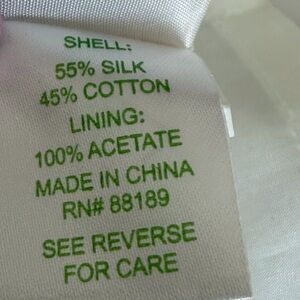 SHELL:
55% SILK
45% COTTON
LINING:
100% ACETATE
MADE IN CHINA
RN# 88189
SEE REVERSE
FOR CARE